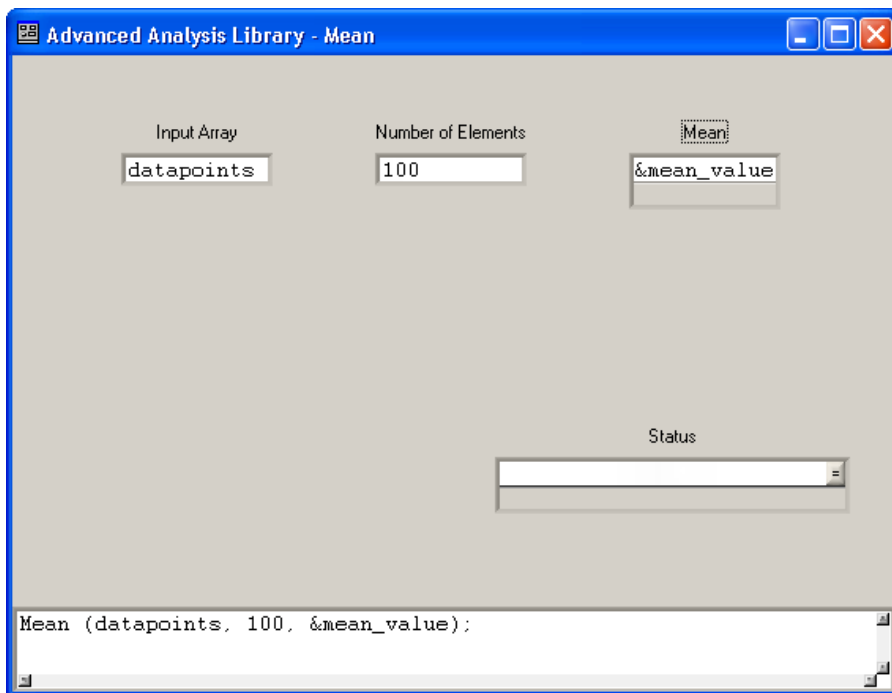 Advanced Analysis Library - Mean
Input Array
Number of Elements
Mean
datapoints
100
&mean_value
Status
=
Mean (datapoints, 100, &mean_value);